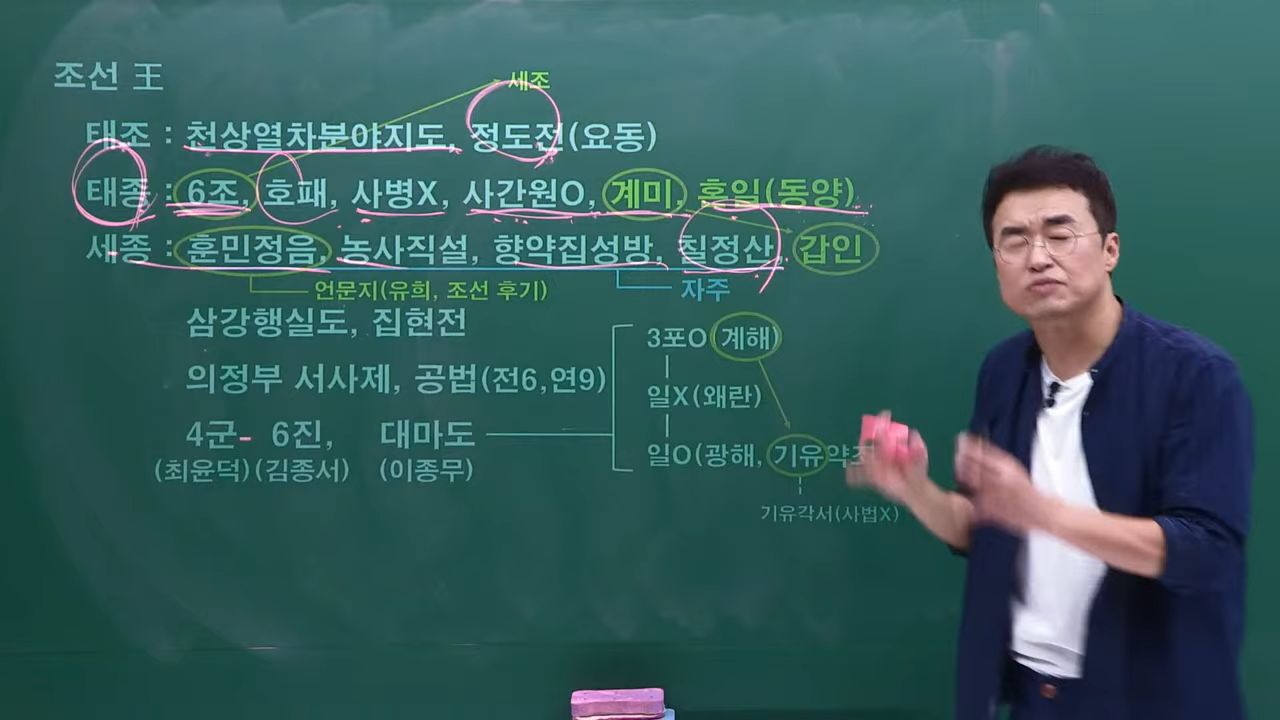 조선 王
세조
태조 : 천상열차분야지도, 정도전(요동)
태종 : 6조, 호패, 사병X, 사간원O, 계미, 혼일(동양)
세종 : 훈민정음, 농사직설, 향약집성방, 칠정산, 갑인
언문지(유희, 조선 후기) 자주
삼강행실도, 집현전
3포O(계해)
의정부 서사제, 공법(전6,연9)
일X(왜란)
4군- 6진, 대마도
일O(광해, 기유약조
(최윤덕)(김종서) (이종무)
기유각서(사법X)